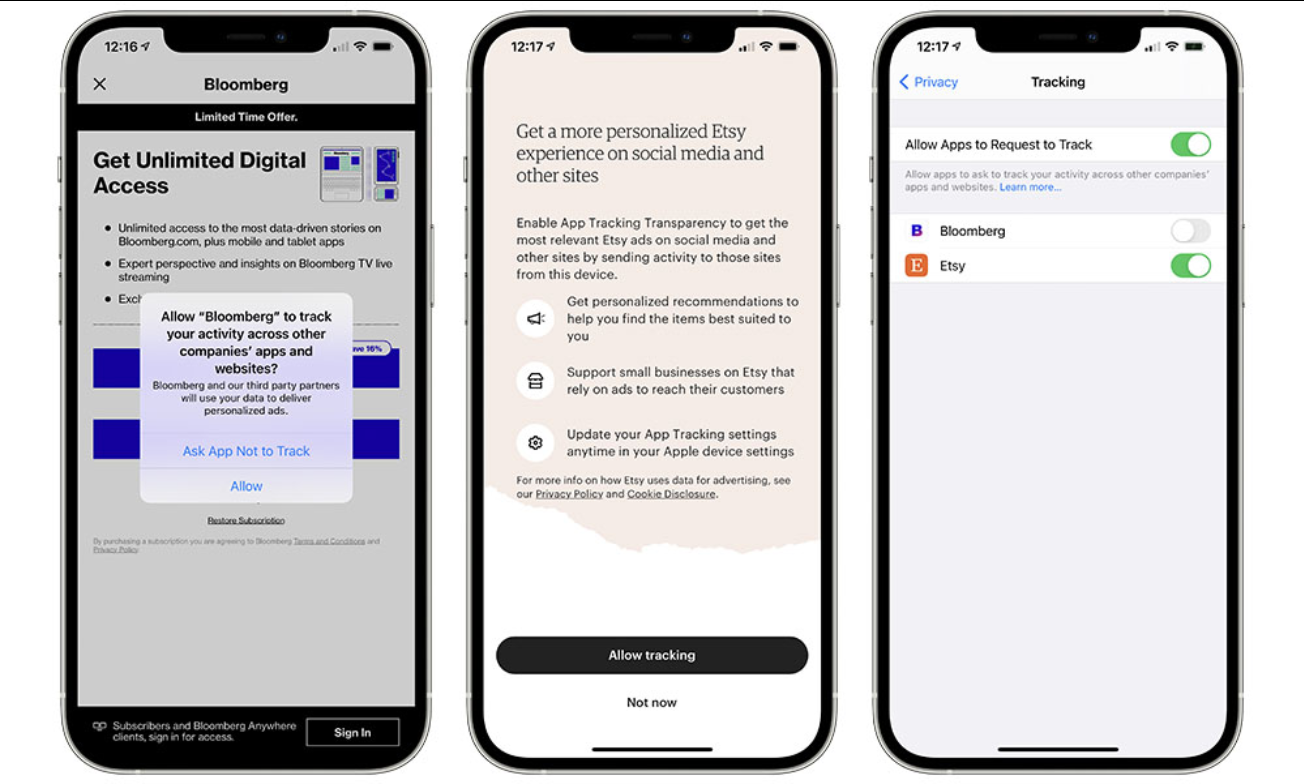 12:16
Bloomberg
Limited Time Offer.
Get Unlimited Digital
Access
Unlimited access to the most data-driven stories on
Bloomberg.com, plus mobile and tablet apps
Expert perspective and insights on Bloomberg TV live
streaming
Allow “Bloomberg” to track
your activity across other
companies’ apps and
websites?
16%
Bloomberg and our third party partners
will use your data to deliver
personalized ads.
Ask App Not to Track
Allow
Restore Subscription
By purchasing a subscription you are agreeing to Bloomberg Terms and Conditions and
Privacy Policy
Subscribers and Bloomberg Anywhere
clients, sign in for access.
Sign In
12:17
Get a more personalized Etsy
experience on social media and
other sites
Enable App Tracking Transparency to get the
most relevant Etsy ads on social media and
other sites by sending activity to those sites
from this device.
Get personalized recommendations to
help you find the items best suited to
you
Support small businesses on Etsy that
rely on ads to reach their customers
Update your App Tracking settings
anytime in your Apple device settings
For more info on how Etsy uses data for advertising, see
our Privacy Policy and Cookie Disclosure.
Allow tracking
Not now
12:17
Privacy
Tracking
Allow Apps to Request to Track
Allow apps to ask to track your activity across other companies’
apps and websites. Learn more...
B Bloomberg
E Etsy